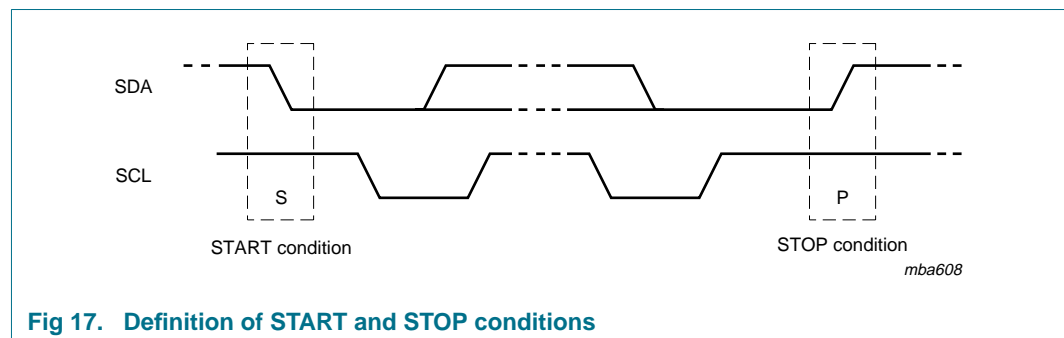 SDA
SCL
S
P
START condition
STOP condition
mba608
Fig 17. Definition of START and STOP conditions